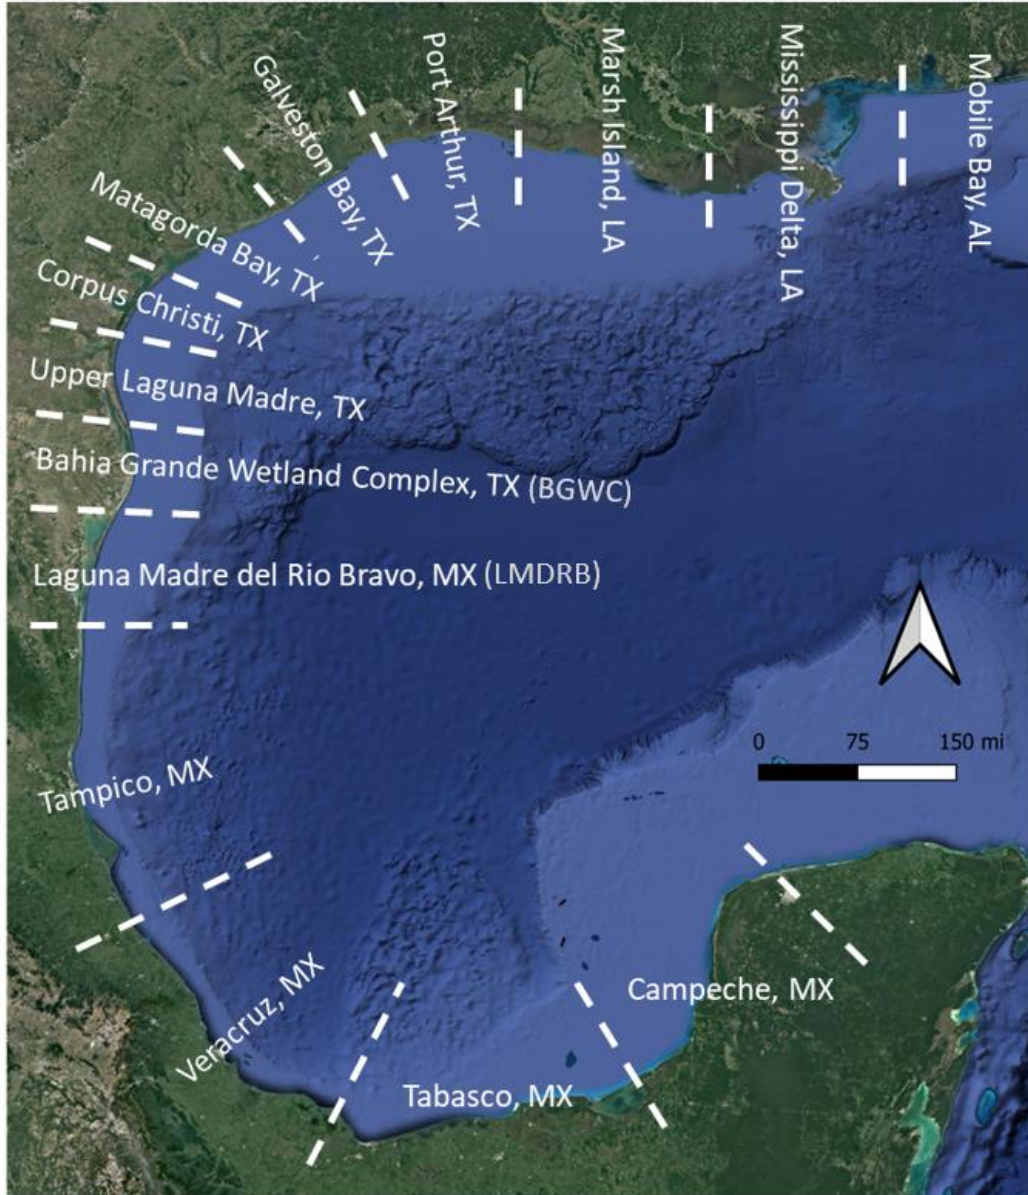 Galveston Bay, TX
Port Arthur, TX
Marsh Island, LA
Mississippi Delta, LA
Mobile Bay, AL
Matagorda Bay, TX
Corpus Christi, TX
Upper Laguna Madre, TX
Bahia Grande Wetland Complex, TX (BGWC)
Laguna Madre del Rio Bravo, MX (LMDRB)
0 75 150 mi
Tampico, MX
Veracruz, MX
Campeche, MX
Tabasco, MX